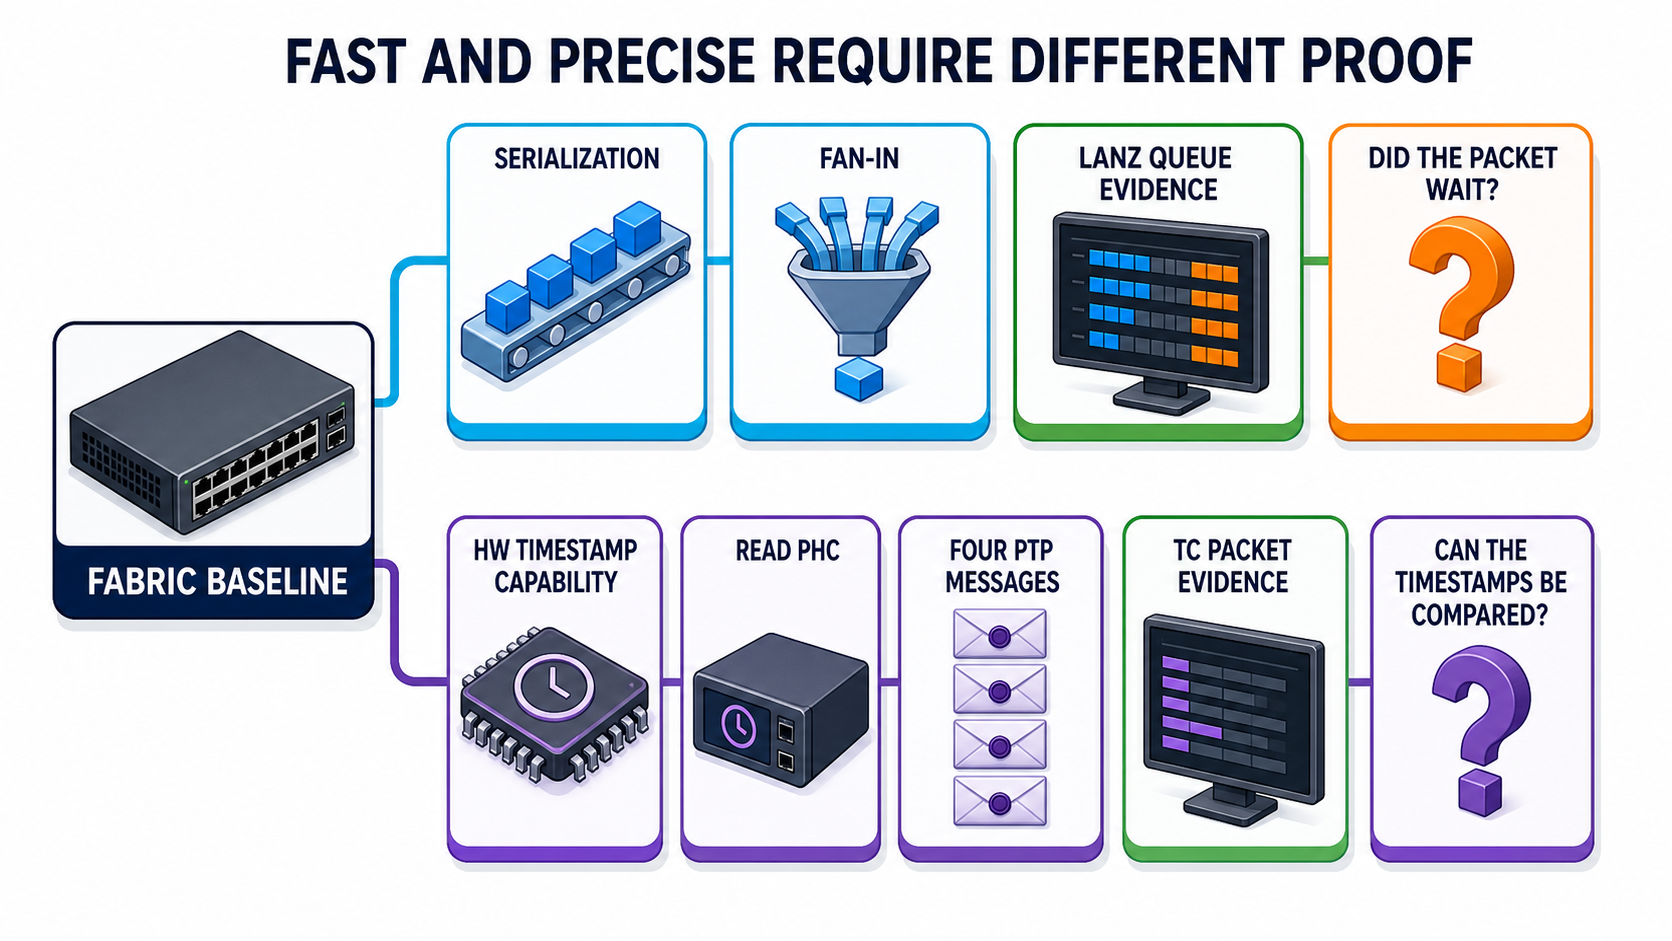 FAST AND PRECISE REQUIRE DIFFERENT PROOF
SERIALIZATION
FAN-IN
LANZ QUEUE
EVIDENCE
DID THE PACKET
WAIT?
FABRIC BASELINE
HW TIMESTAMP
CAPABILITY
READ PHC
FOUR PTP
MESSAGES
TC PACKET
EVIDENCE
CAN THE
TIMESTAMPS BE
COMPARED?